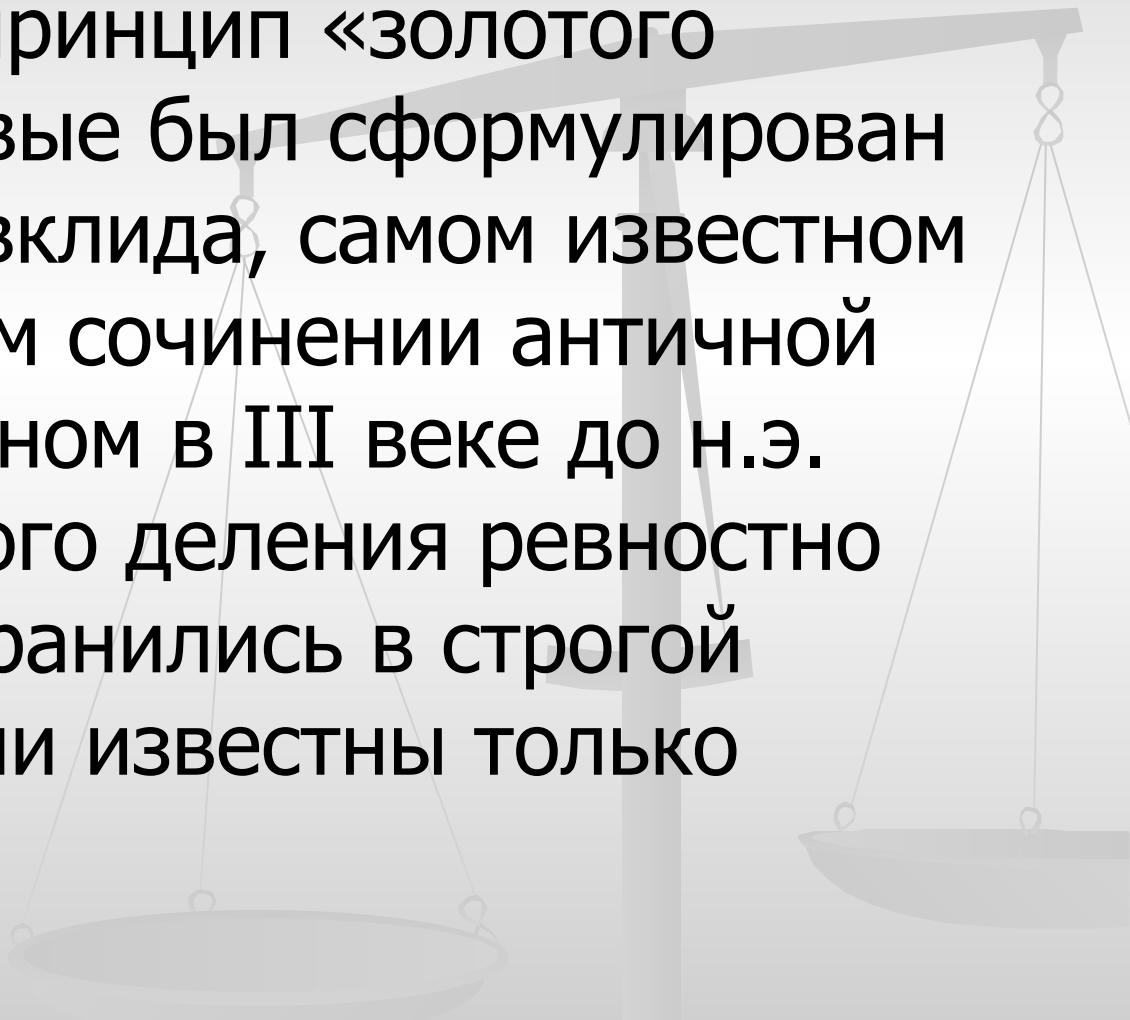 ринцип «золотого
вые был сформулирован
вклида, самом известном
м сочинении античной
ном в III веке до н.э.
ого деления ревностно
ранились в строгой
ли известны только